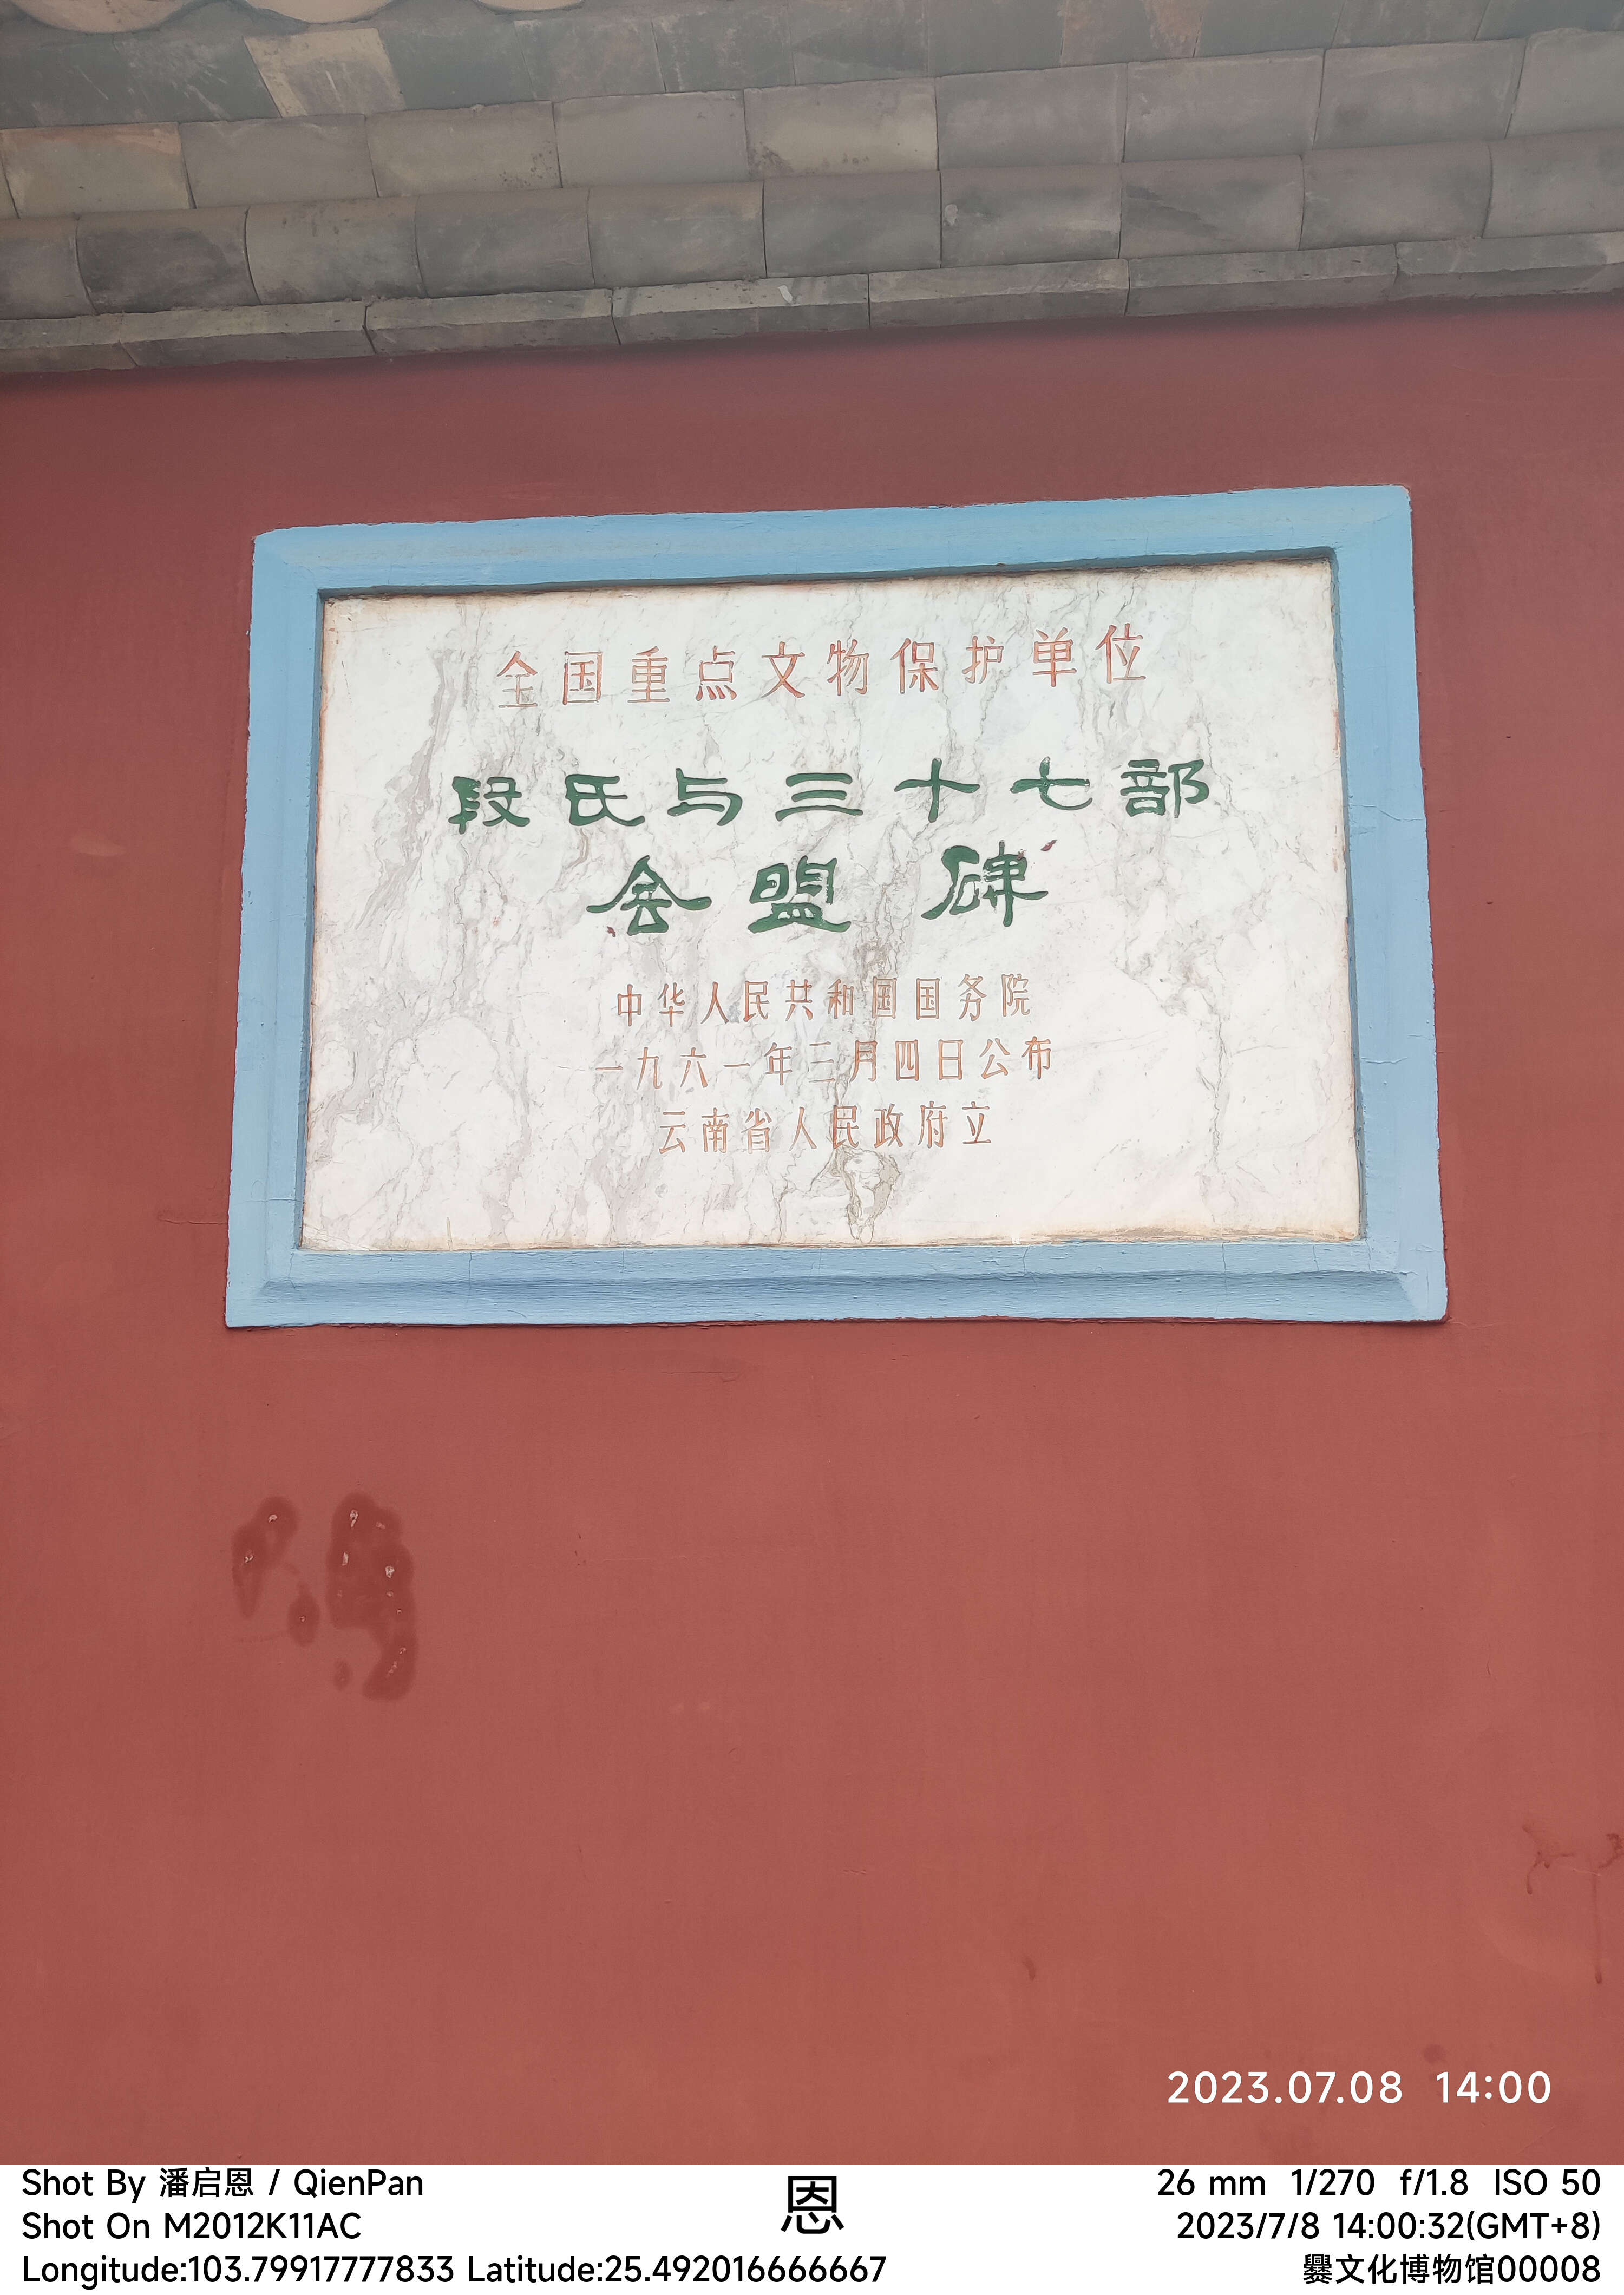 全国重点文物保护单位
段氏与三十七部
会盟碑
中华人民共和国国务院
一九六一年三月四日公布
云南省人民政府立
2023.07.08 14:00
Shot By 潘启恩 / QienPan
Shot On M2012K11AC
Longitude:103.79917777833 Latitude:25.492016666667
恩
26 mm 1/270 f/1.8 ISO 50
2023/7/8 14:00:32(GMT+8)
爨文化博物馆00008